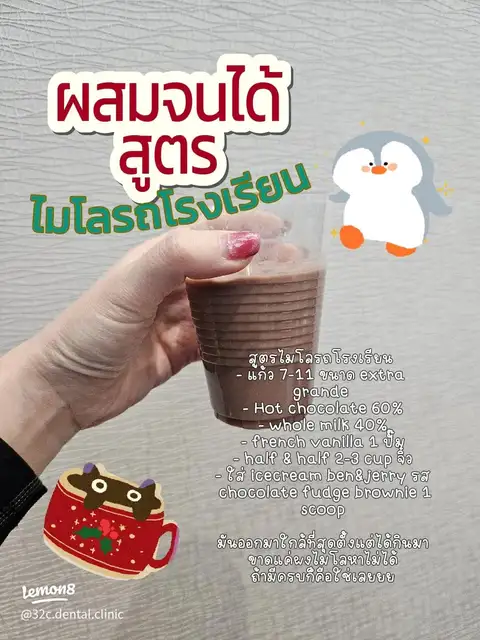 ผสมจนได้
สูตร
ไมโลรถโรงเรียน
สูตรไมโลรถโรงเรียน
- แก้ว 7-11 ขนาด extra
grande
- Hot chocolate 60%
- whole milk 40%
- french vanilla 1 ปั๊ม
- half & half 2-3 cup จิ๋ว
- ใส่ icecream ben&jerry รส
chocolate fudge brownie 1
scoop
มันออกมาใกล้ที่สุดตั้งแต่ได้กินมา
ขาดแค่ผงไมโลหาไม่ได้
ถ้ามีครบก็คือใช่เลยยย
lemon8
@32c.dental.clinic